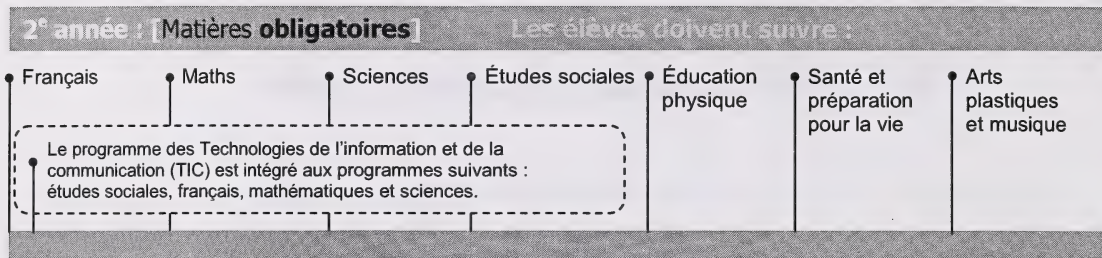 2e année : [Matières obligatoires] Les élèves doivent suivre :
Français
Maths
Sciences
Études sociales
Éducation
physique
Santé et
préparation
pour la vie
Arts
plastiques
et musique
Le programme des Technologies de l'information et de la
communication (TIC) est intégré aux programmes suivants :
études sociales, français, mathématiques et sciences.